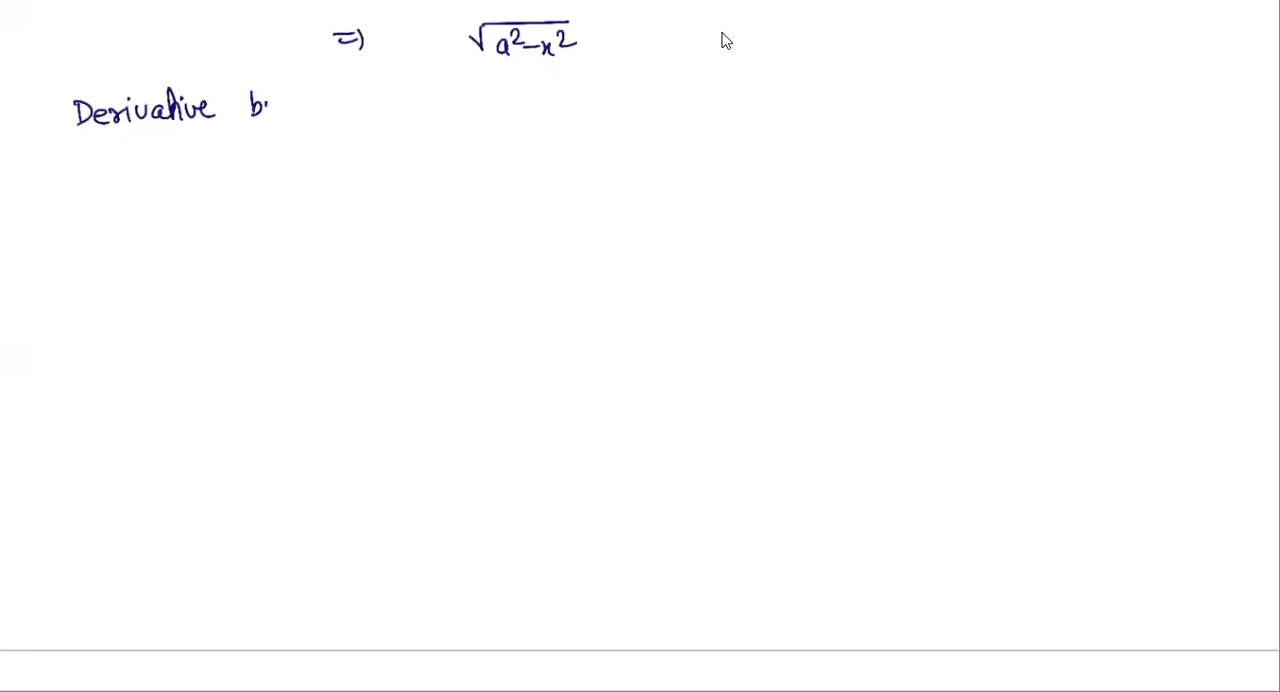 =) √a²-x²
Derivative b